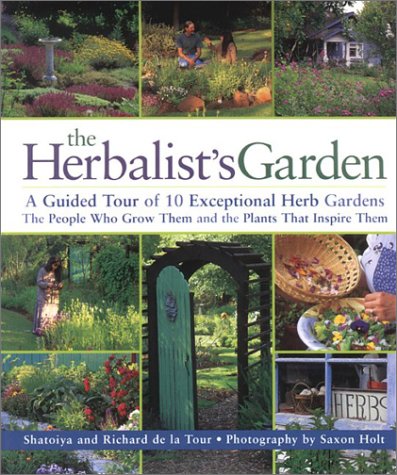 the
Herbalist's Garden
A Guided Tour of 10 Exceptional Herb Gardens
The People Who Grow Them and the Plants That Inspire Them
HERBS
Shatoiya and Richard de la Tour • Photography by Saxon Holt